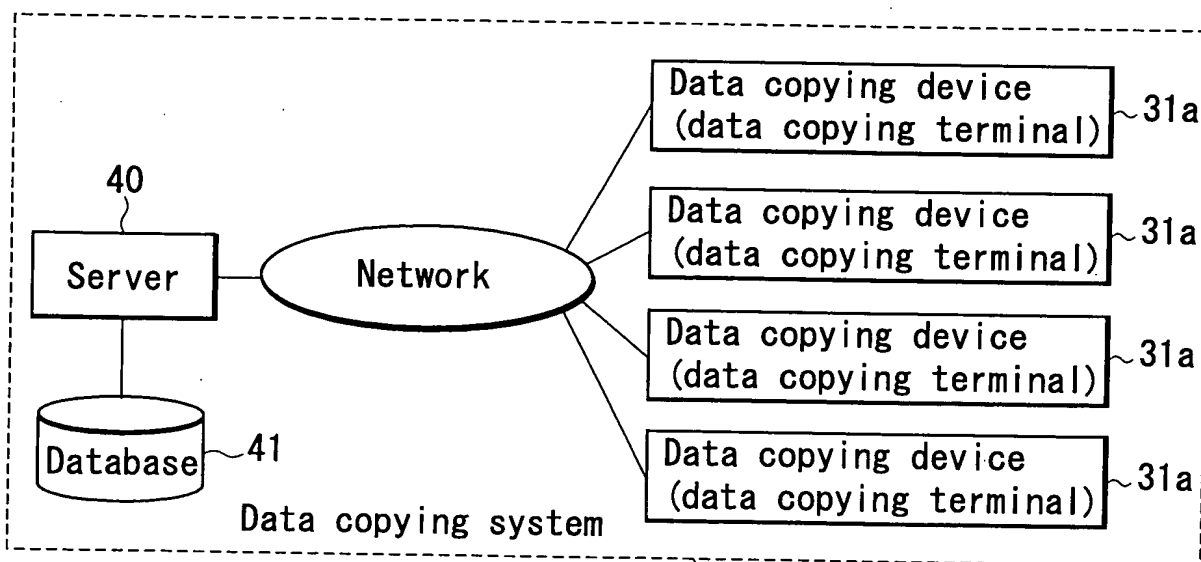 Data copying device
(data copying terminal)
31a
40
Data copying device
(data copying terminal)
31a
Server
Network
Data copying device
(data copying terminal)
31a
Database
41
Data copying device
(data copying terminal)
31a
Data copying system